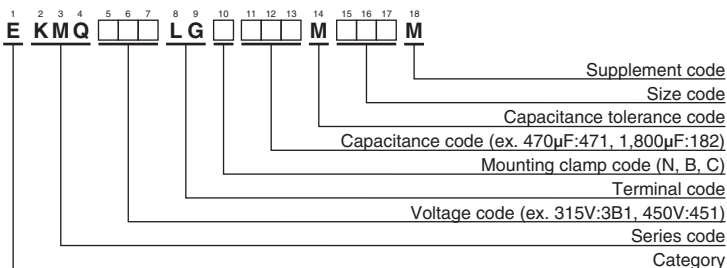 1 2 3 4 5 6 7 8 9 10 11 12 13 14 15 16 17 18
E KMQ □□□ LG □ □□□ M □□□ M
Supplement code
Size code
Capacitance tolerance code
Capacitance code (ex. 470µF:471, 1,800µF:182)
Mounting clamp code (N, B, C)
Terminal code
Voltage code (ex. 315V:3B1, 450V:451)
Series code
Category